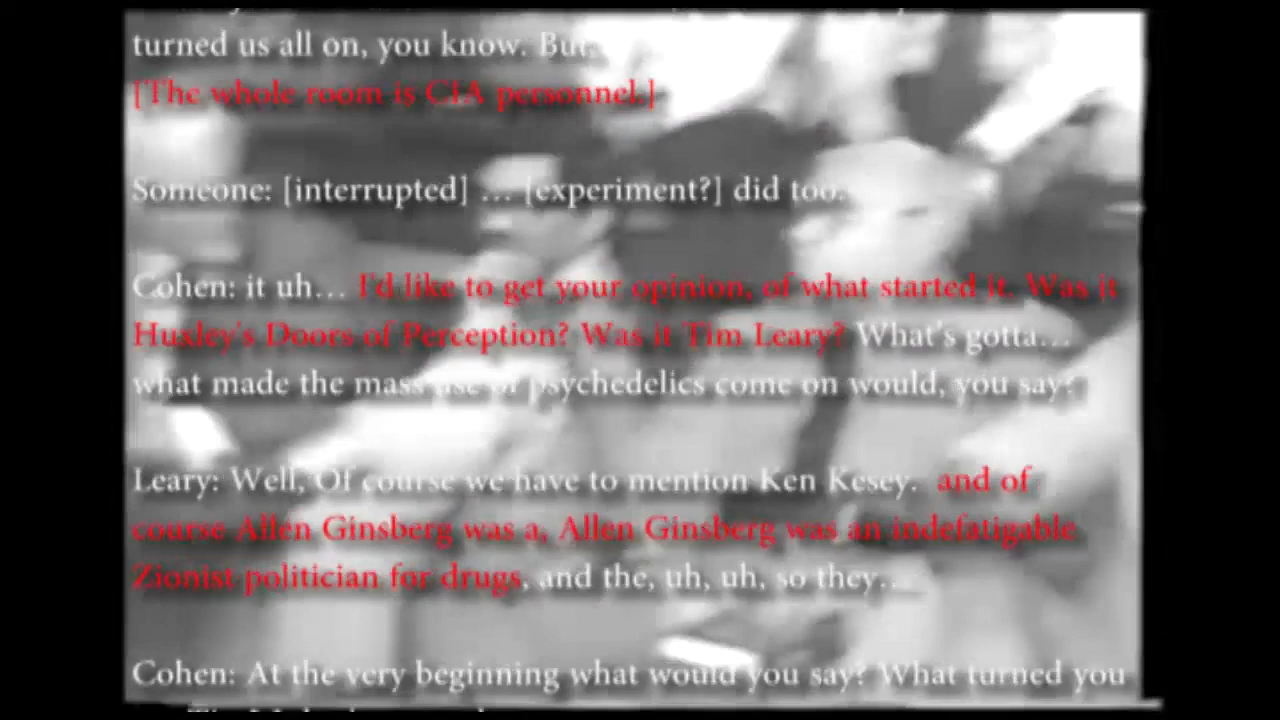 turned us all on, you know. But
[The whole room is CIA personnel.]
Someone: [interrupted] … [experiment?] did too.
Cohen: it uh… I'd like to get your opinion, of what started it. Was it
Huxley's Doors of Perception? Was it Tim Leary? What's gotta…
what made the mass use of psychedelics come on would, you say?
Leary: Well, Of course we have to mention Ken Kesey. and of
course Allen Ginsberg was a, Allen Ginsberg was an indefatigable
Zionist politician for drugs, and the, uh, uh, so they…
Cohen: At the very beginning what would you say? What turned you